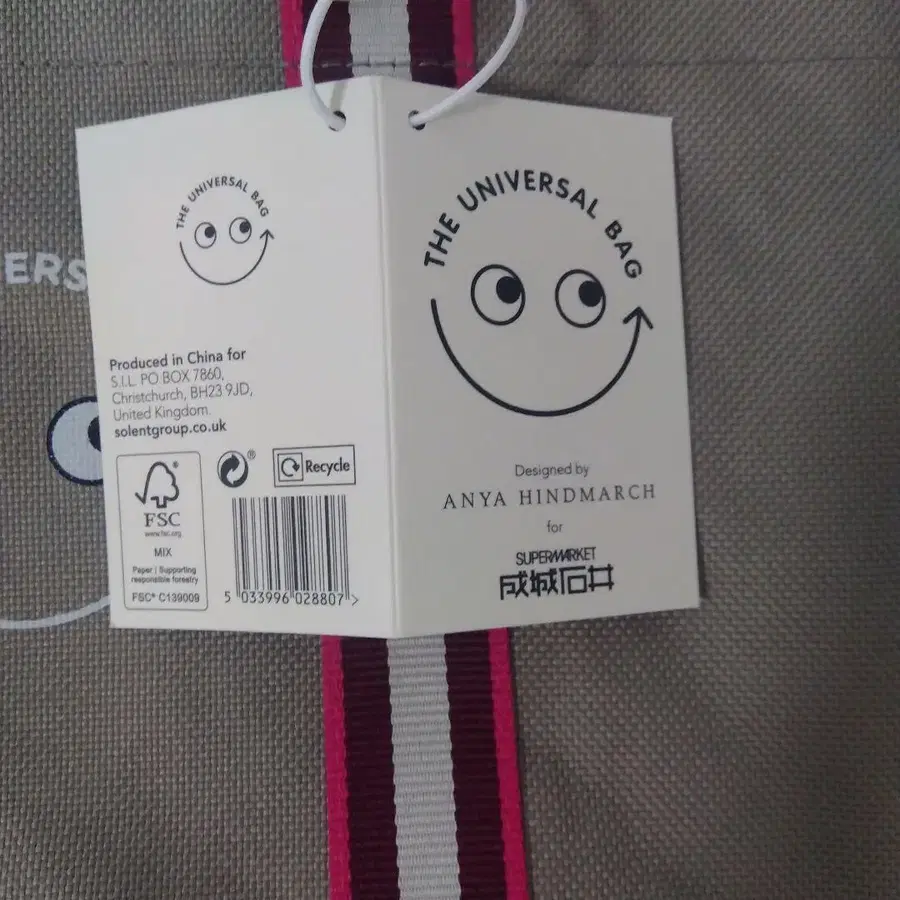 ERS
THE UNIVERSAL BAG
Produced in China for
S.I.L. PO BOX 7860,
Christchurch, BH23 9JD,
United Kingdom.
solentgroup.co.uk
FSC®
www.fsc.org
MIX
Paper | Supporting
responsible forestry
FSC® C139009
®
Recycle
5 033996 028807 >
THE UNIVERSAL BAG
Designed by
ANYA HINDMARCH
for
SUPERMARKET
成城石井